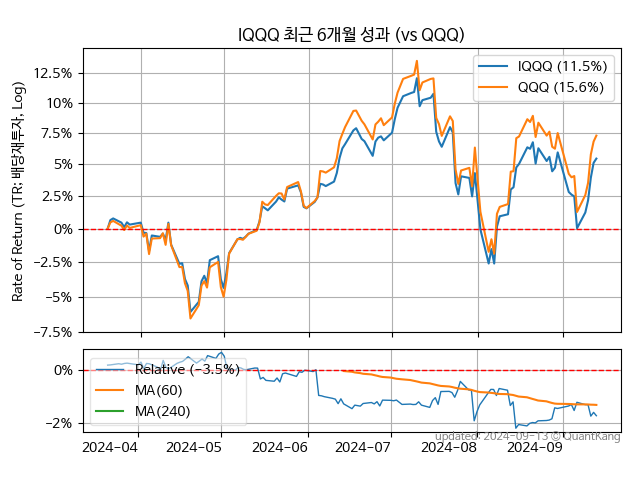 IQQQ 최근 6개월 성과 (vs QQQ)
Rate of Return (TR: 배당재투자, Log)
12.5%
10%
7.5%
5%
2.5%
0%
−2.5%
−5%
−7.5%
IQQQ (11.5%)
QQQ (15.6%)
0%
−2%
Relative (−3.5%)
MA(60)
MA(240)
2024−04
2024−05
2024−06
2024−07
2024−08
2024−09
updated: 2024−09−13 © QuantKang